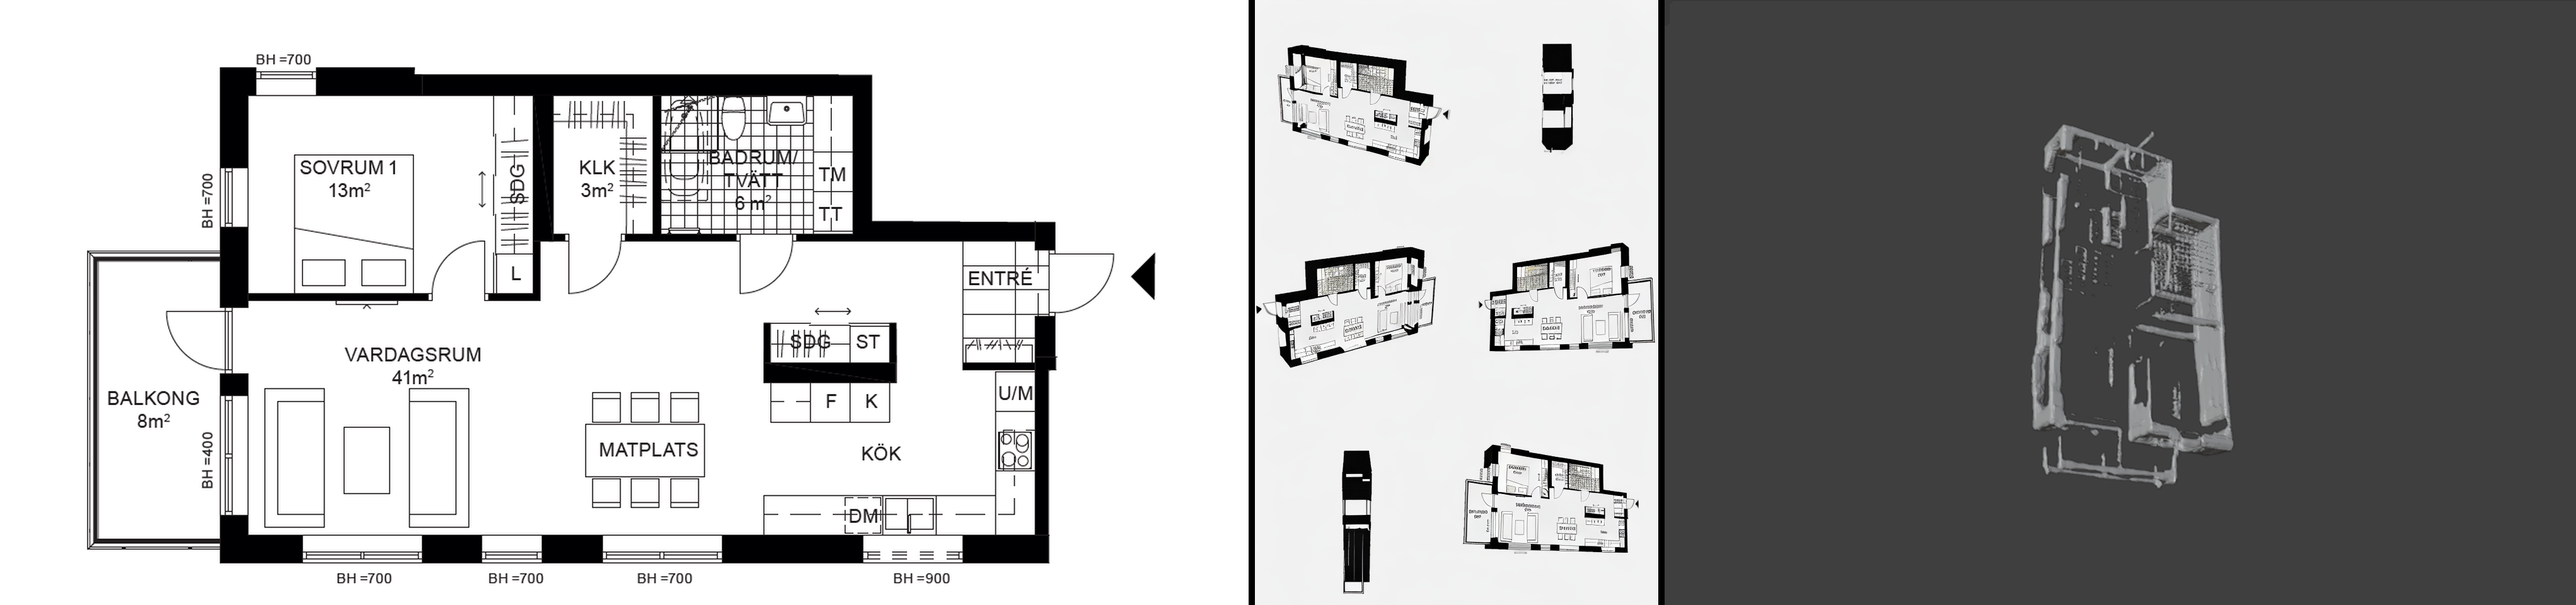 BH =700
SOVRUM 1
13m²
BH =700
SDG
L
KLK
3m²
BADRUM/
TVÄTT
6 m²
TM
TT
ENTRÉ
VARDAGSRUM
41m²
SDG
ST
BALKONG
8m²
BH =400
MATPLATS
F
K
U/M
KÖK
DM
BH =700
BH =700
BH =700
BH =900